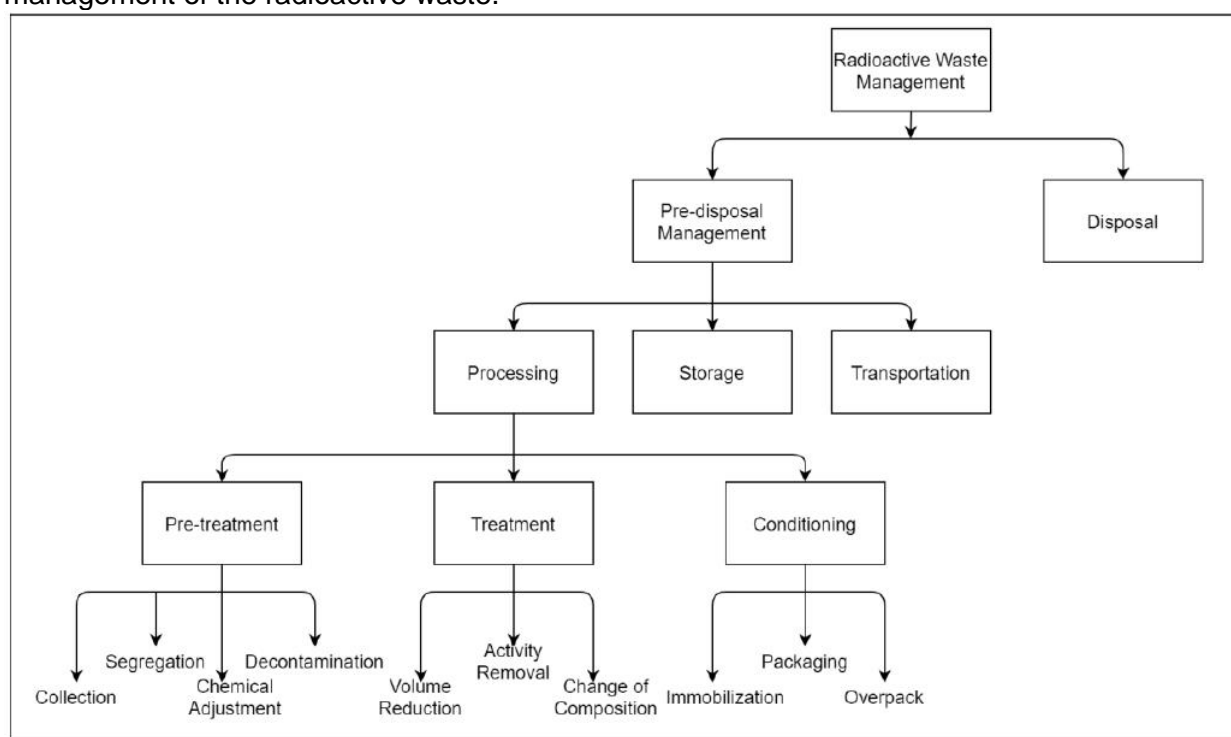 management of the radioactive waste.
Radioactive Waste
Management
Pre-disposal
Management
Disposal
Processing
Storage
Transportation
Pre-treatment
Treatment
Conditioning
Collection
Segregation
Chemical
Adjustment
Decontamination
Volume
Reduction
Activity
Removal
Change of
Composition
Immobilization
Packaging
Overpack